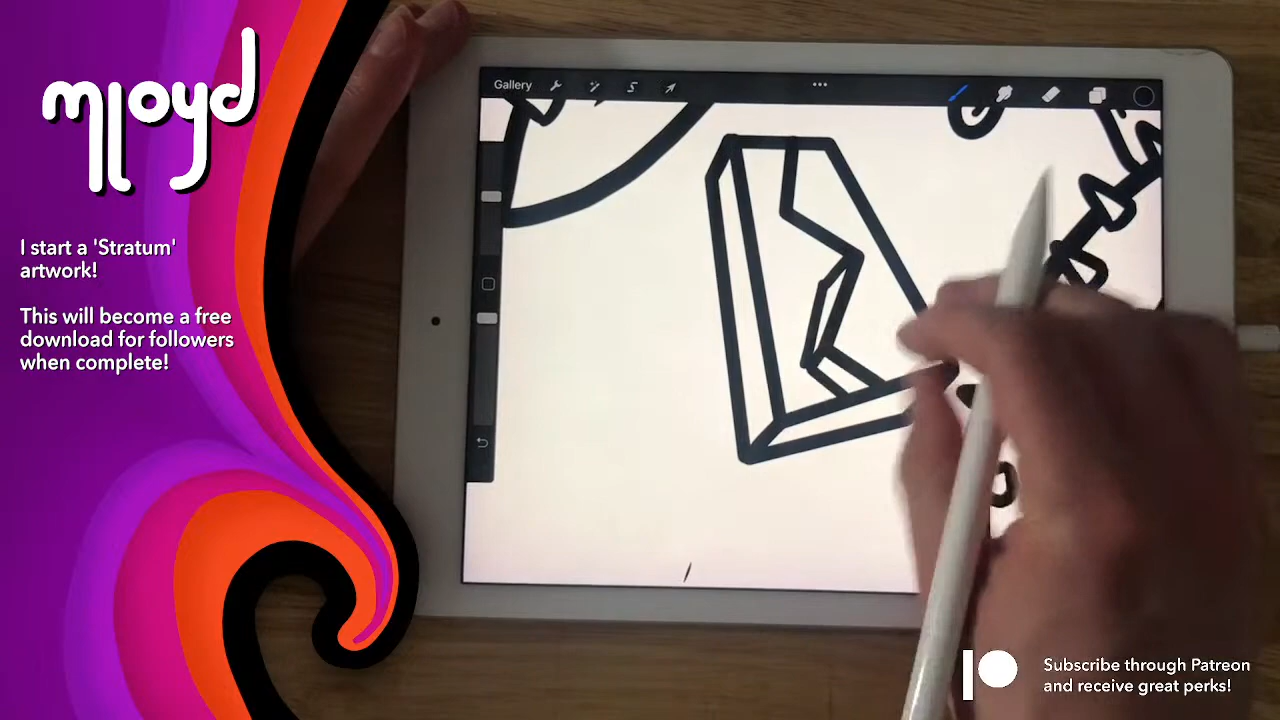 mlloyd
I start a 'Stratum'
artwork!
This will become a free
download for followers
when complete!
Gallery
Subscribe through Patreon
and receive great perks!